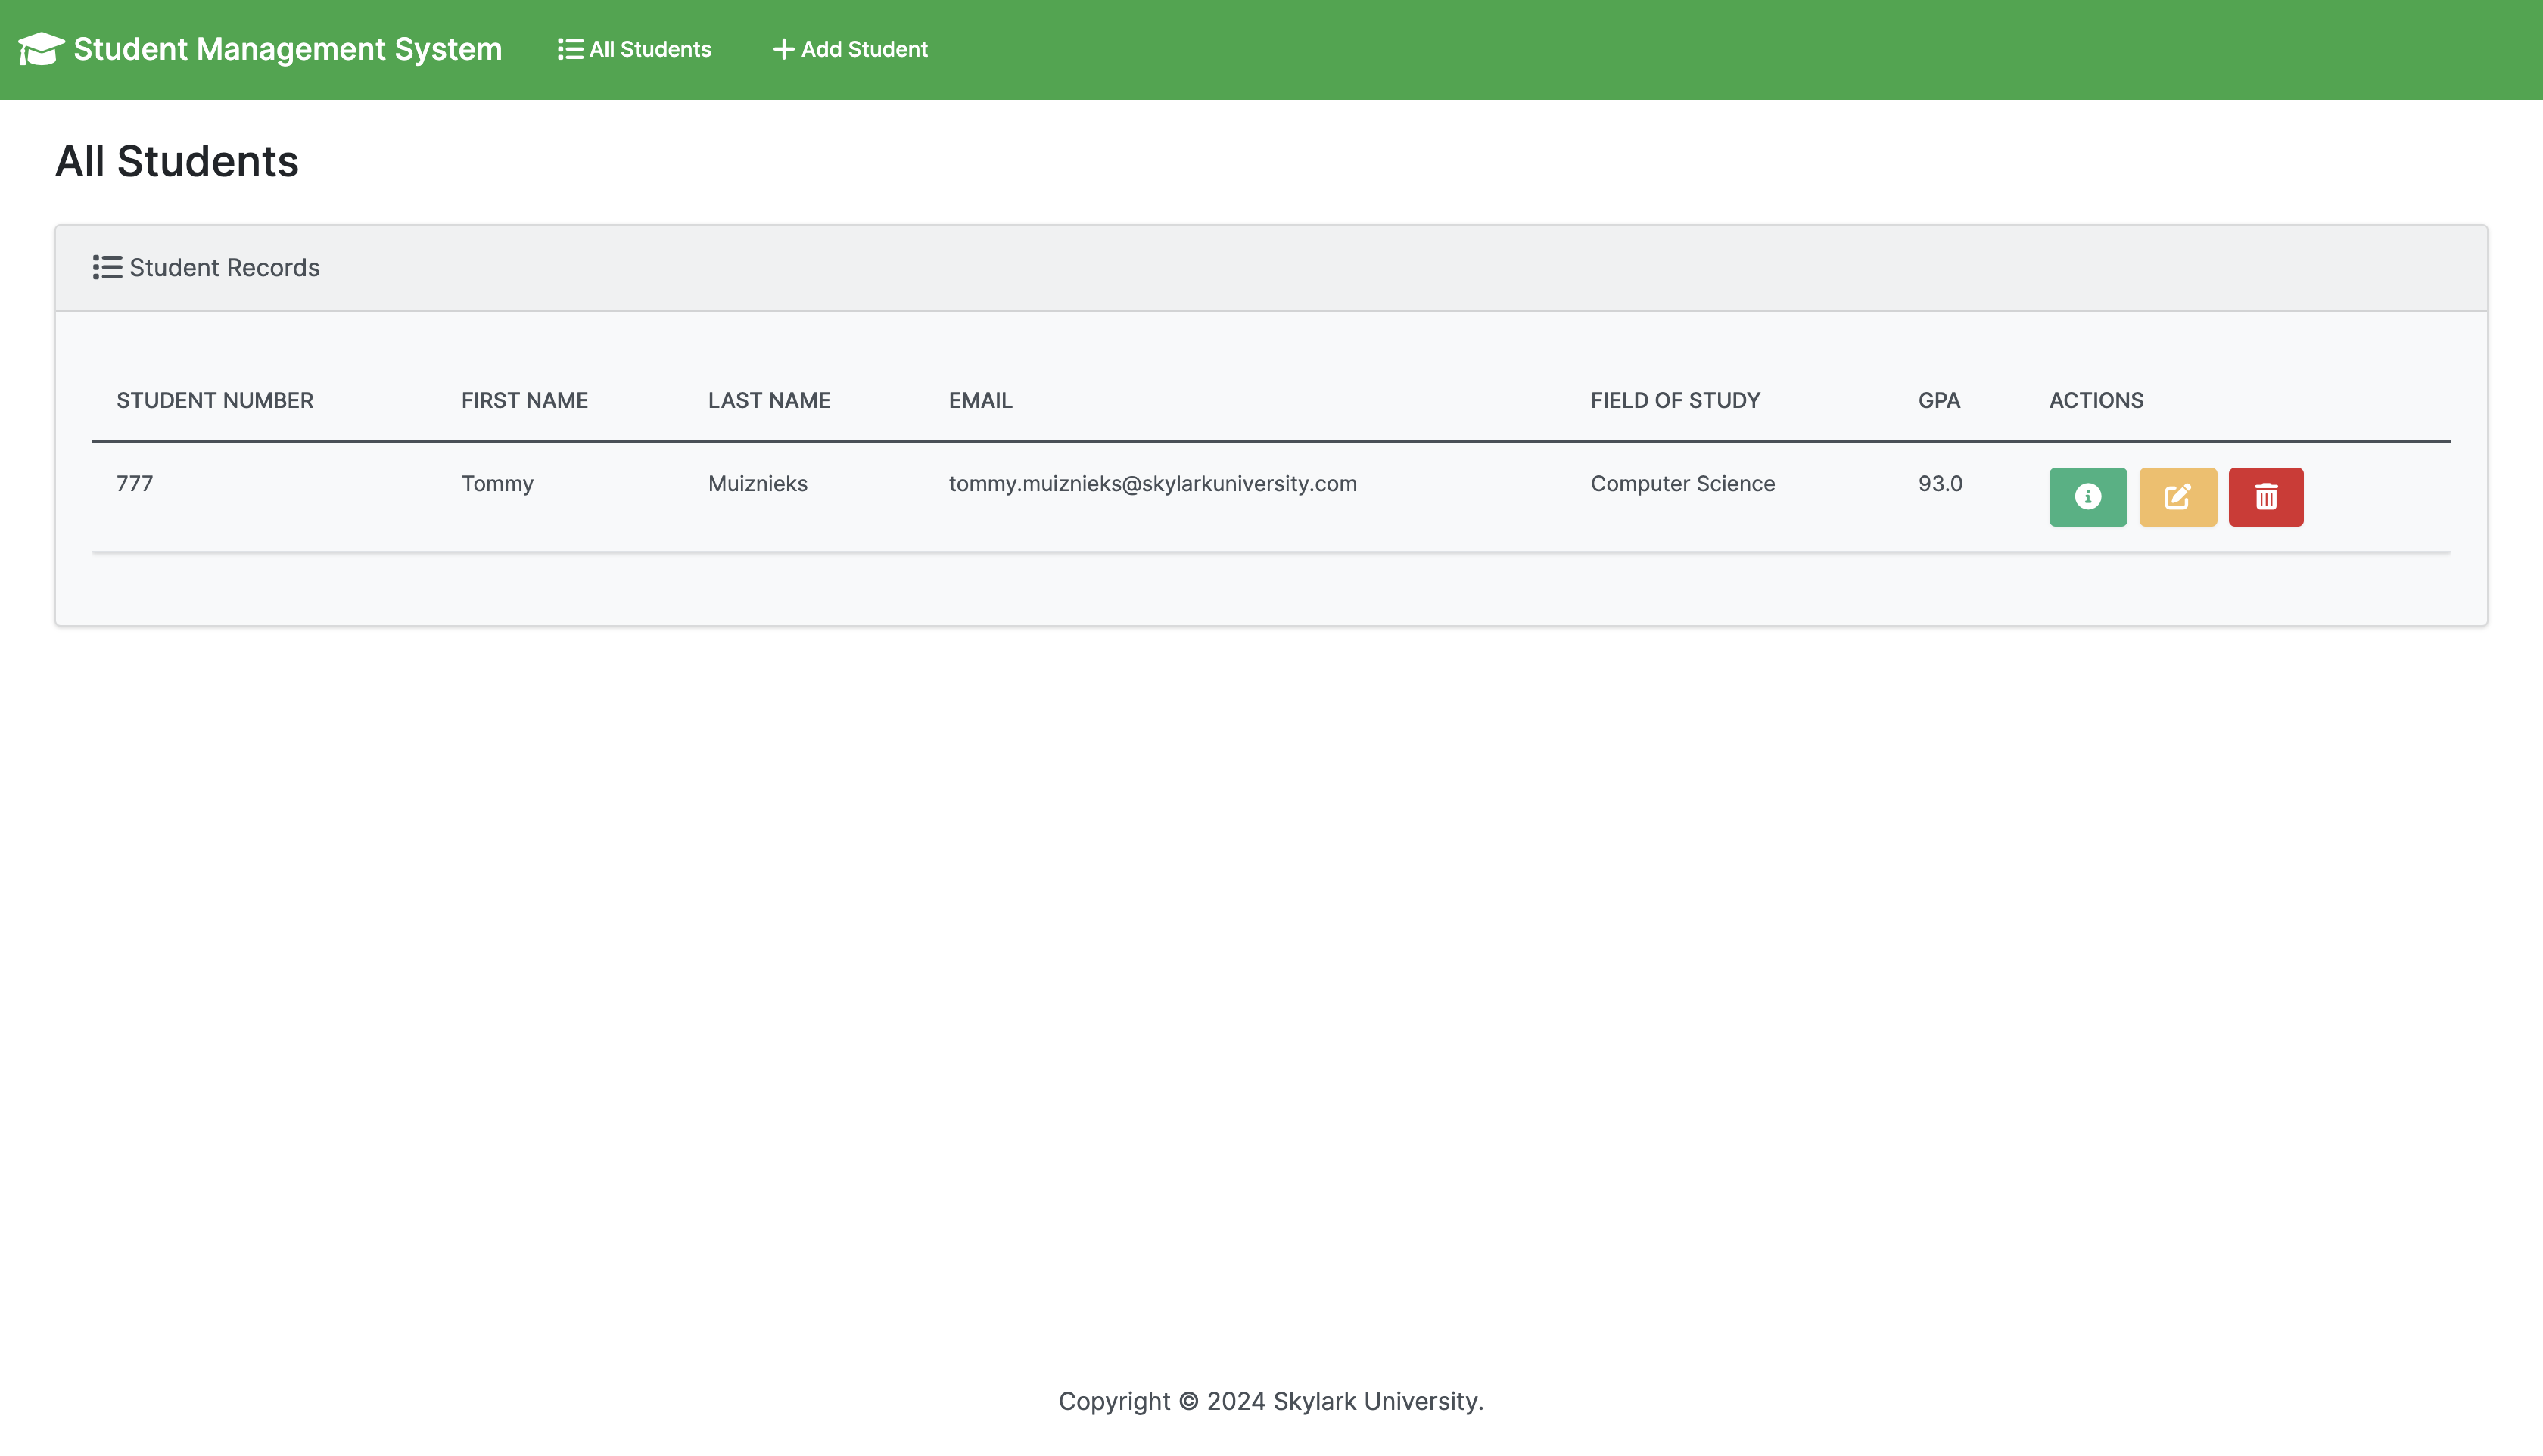 Student Management System All Students Add Student
All Students
Student Records
STUDENT NUMBER FIRST NAME LAST NAME EMAIL FIELD OF STUDY GPA ACTIONS
777 Tommy Muiznieks tommy.muiznieks@skylarkuniversity.com Computer Science 93.0
Copyright © 2024 Skylark University.